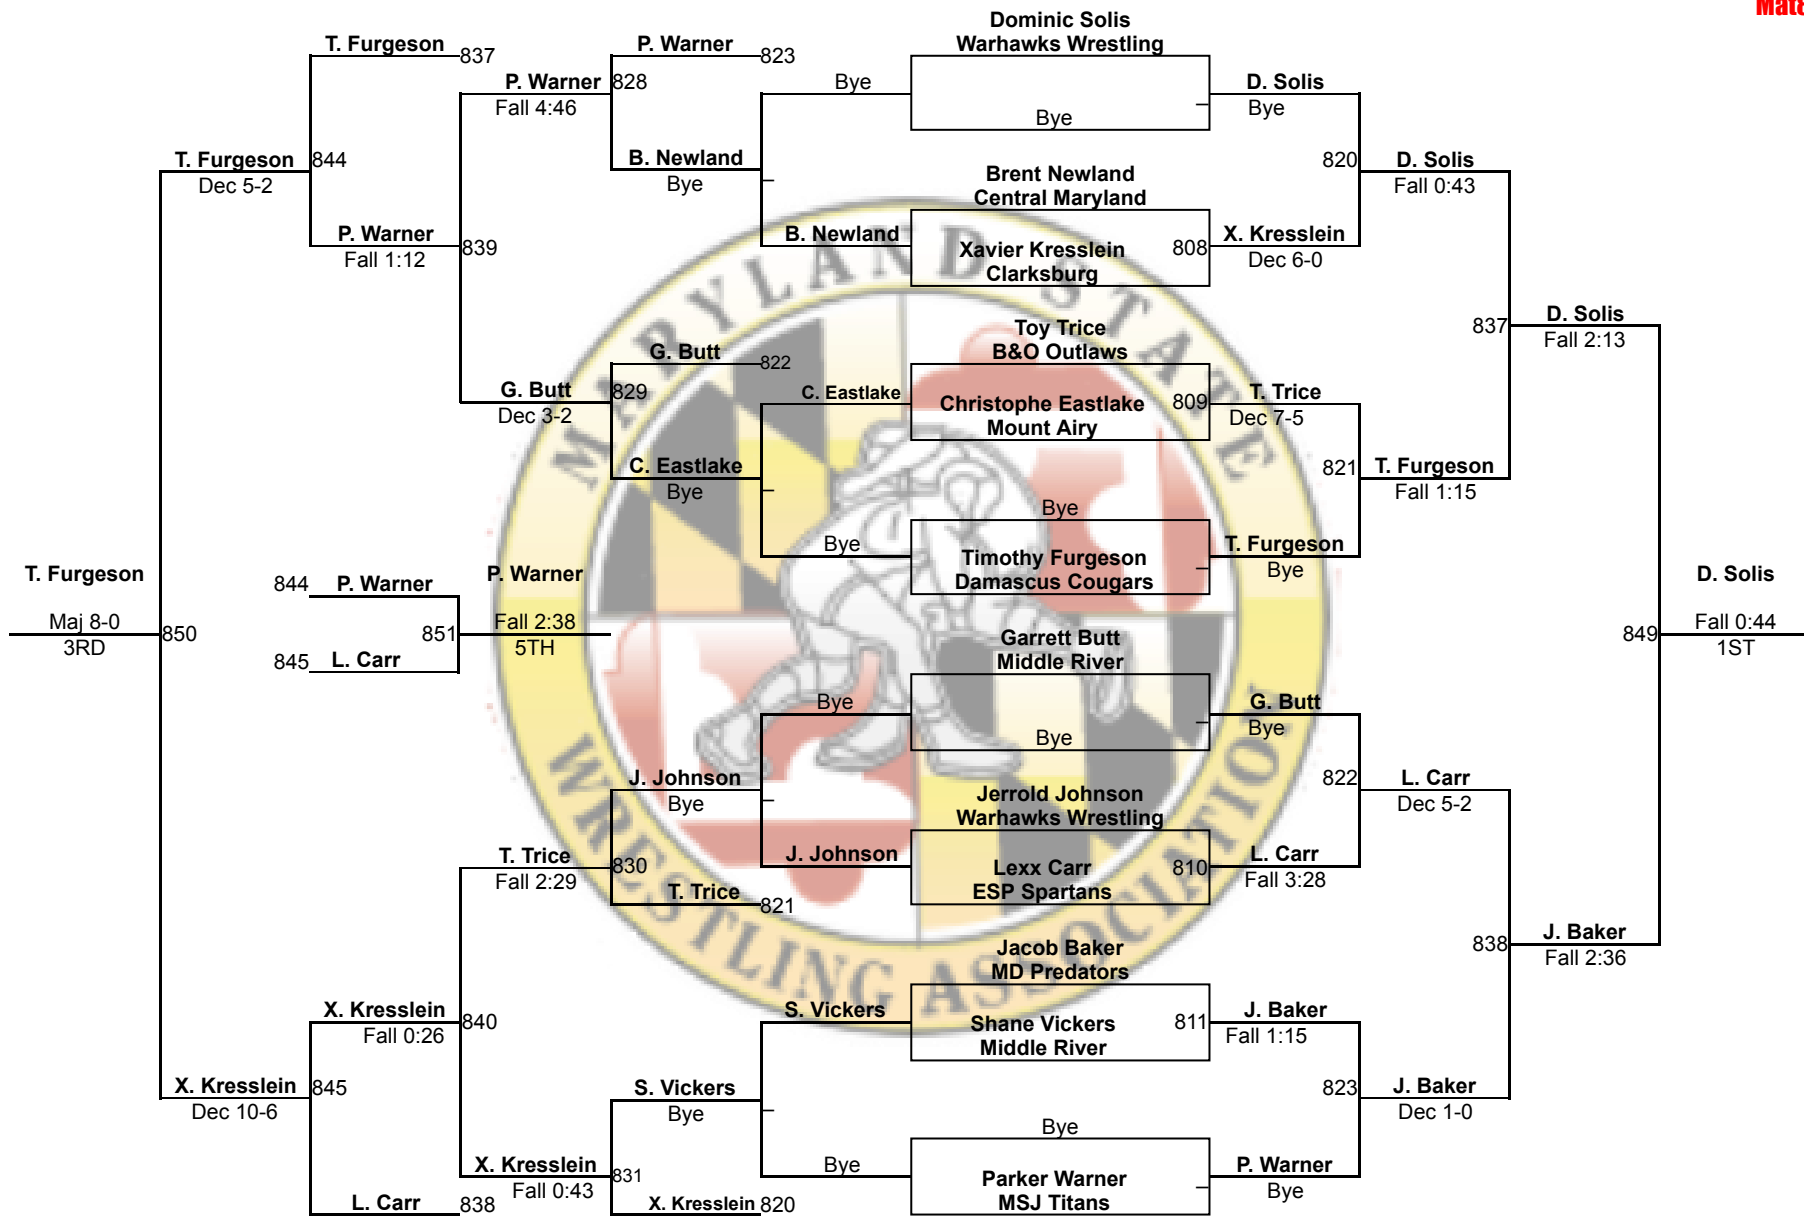 Mat8
Dominic Solis
Warhawks Wrestling
T. Furgeson
837
P. Warner
823
P. Warner
828
Fall 4:46
Bye
D. Solis
Bye
Bye
T. Furgeson
844
Dec 5-2
B. Newland
Bye
820
D. Solis
Fall 0:43
Brent Newland
Central Maryland
P. Warner
839
Fall 1:12
B. Newland
Xavier Kresslein
Clarksburg
808
X. Kresslein
Dec 6-0
Toy Trice
B&O Outlaws
837
D. Solis
Fall 2:13
G. Butt
822
G. Butt
829
Dec 3-2
C. Eastlake
Christophe Eastlake
Mount Airy
809
T. Trice
Dec 7-5
C. Eastlake
Bye
821
T. Furgeson
Fall 1:15
Bye
Bye
Timothy Furgeson
Damascus Cougars
T. Furgeson
Bye
T. Furgeson
Maj 8-0
3RD
850
844
P. Warner
845
L. Carr
851
P. Warner
Fall 2:38
5TH
D. Solis
849
Fall 0:44
1ST
Garrett Butt
Middle River
Bye
Bye
G. Butt
Bye
J. Johnson
Bye
822
L. Carr
Dec 5-2
Jerrold Johnson
Warhawks Wrestling
T. Trice
830
Fall 2:29
J. Johnson
Lexx Carr
ESP Spartans
810
L. Carr
Fall 3:28
T. Trice
821
838
J. Baker
Fall 2:36
Jacob Baker
MD Predators
X. Kresslein
840
Fall 0:26
S. Vickers
Shane Vickers
Middle River
811
J. Baker
Fall 1:15
X. Kresslein
845
Dec 10-6
S. Vickers
Bye
823
J. Baker
Dec 1-0
Bye
X. Kresslein
831
Fall 0:43
Bye
Parker Warner
MSJ Titans
P. Warner
Bye
L. Carr
838
X. Kresslein
820
MARYLAND STATE
WRESTLING ASSOCIATION